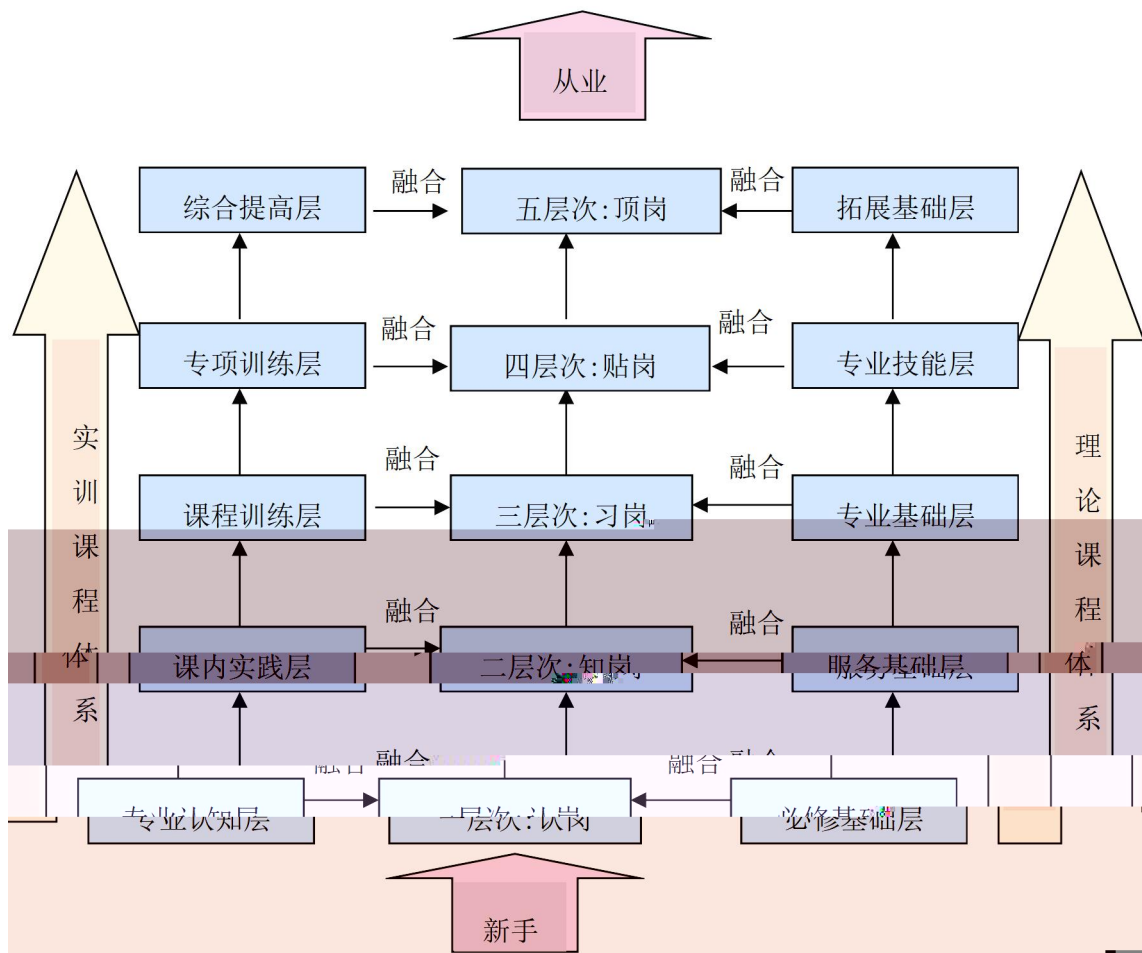 从业
融合 融合
综合提高层 五层次:顶岗 拓展基础层
融合 融合
专项训练层 四层次:贴岗 专业技能层
融合 融合
课程训练层 三层次:习岗 专业基础层
融合 融合
课内实践层 二层次:知岗 服务基础层
融合 融合
专业认知层 一层次:认岗 必修基础层
新手
实训课程体系
理论课程体系